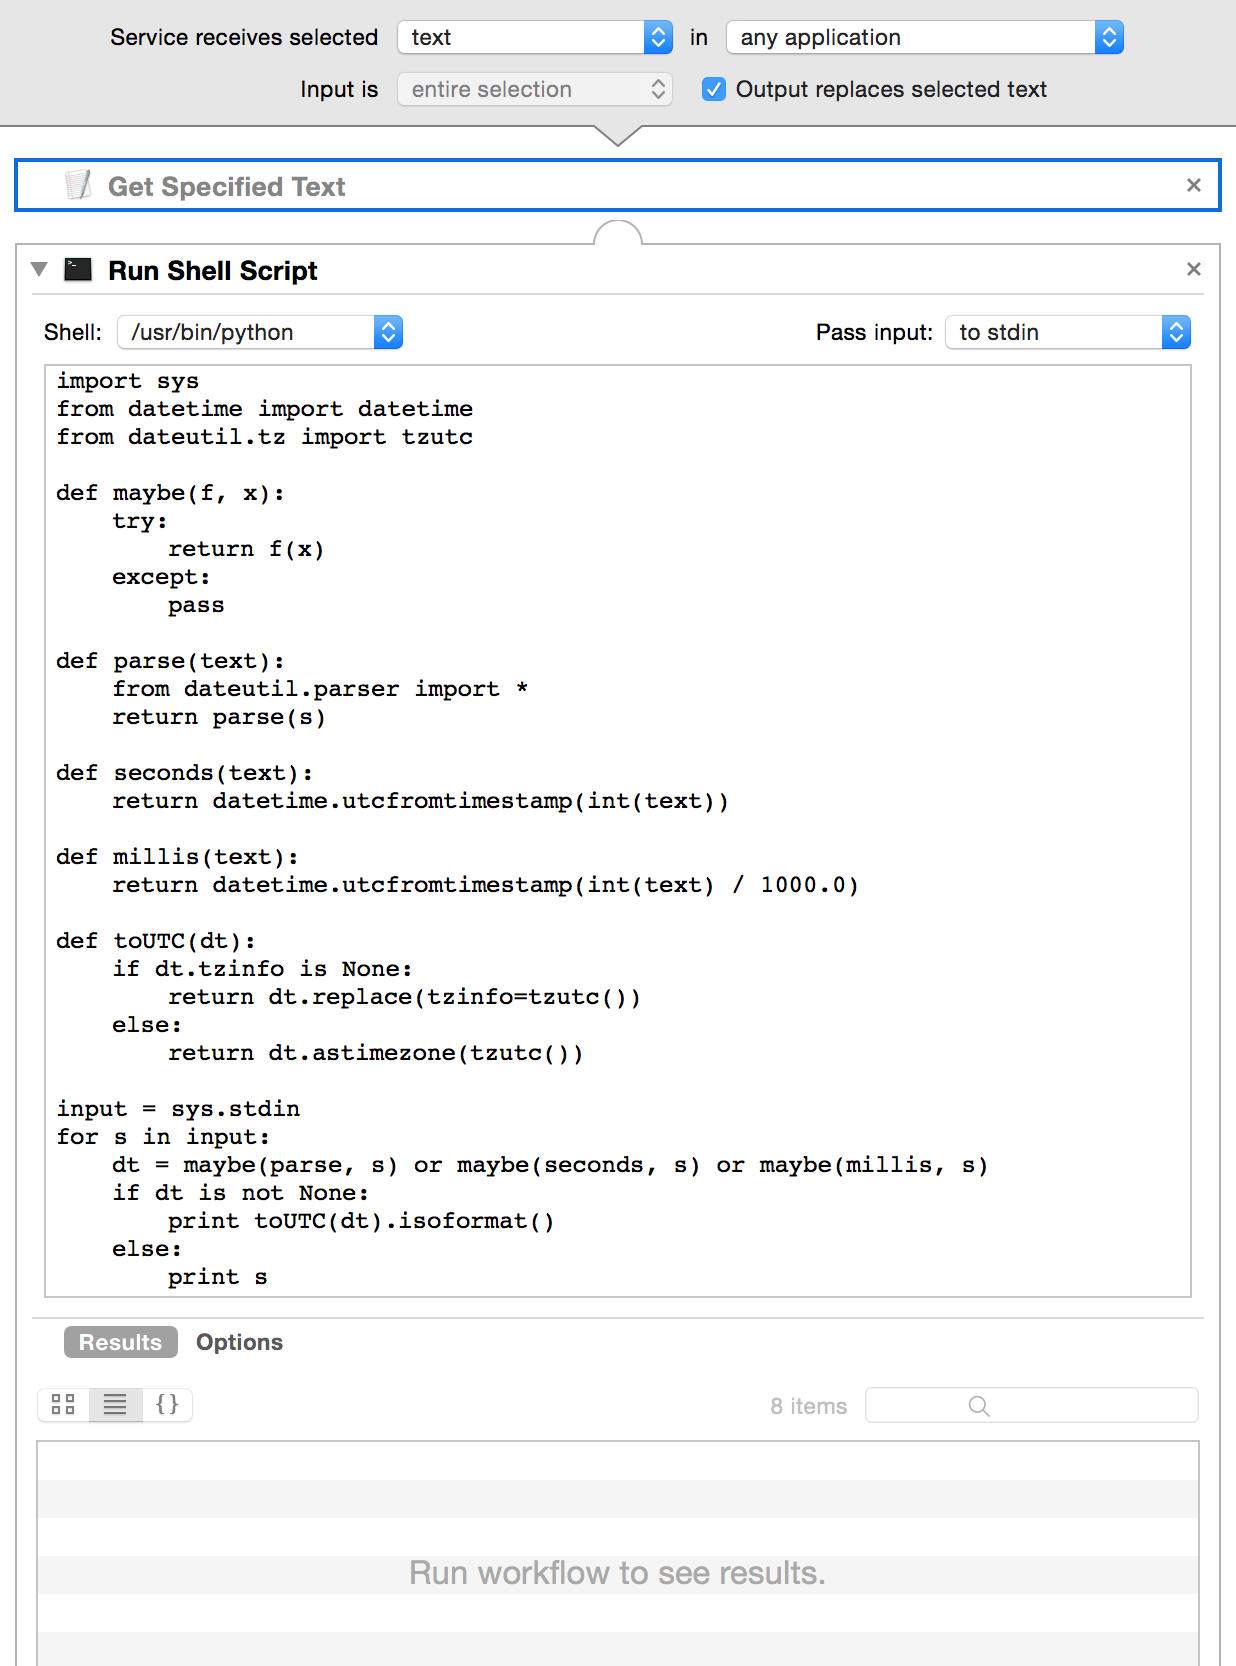 Service receives selected text in any application
Input is entire selection Output replaces selected text
Get Specified Text
Run Shell Script
Shell: /usr/bin/python Pass input: to stdin
import sys
from datetime import datetime
from dateutil.tz import tzutc

def maybe(f, x):
    try:
        return f(x)
    except:
        pass

def parse(text):
    from dateutil.parser import *
    return parse(s)

def seconds(text):
    return datetime.utcfromtimestamp(int(text))

def millis(text):
    return datetime.utcfromtimestamp(int(text) / 1000.0)

def toUTC(dt):
    if dt.tzinfo is None:
        return dt.replace(tzinfo=tzutc())
    else:
        return dt.astimezone(tzutc())

input = sys.stdin
for s in input:
    dt = maybe(parse, s) or maybe(seconds, s) or maybe(millis, s)
    if dt is not None:
        print toUTC(dt).isoformat()
    else:
        print s
Results Options
{} 8 items
Run workflow to see results.